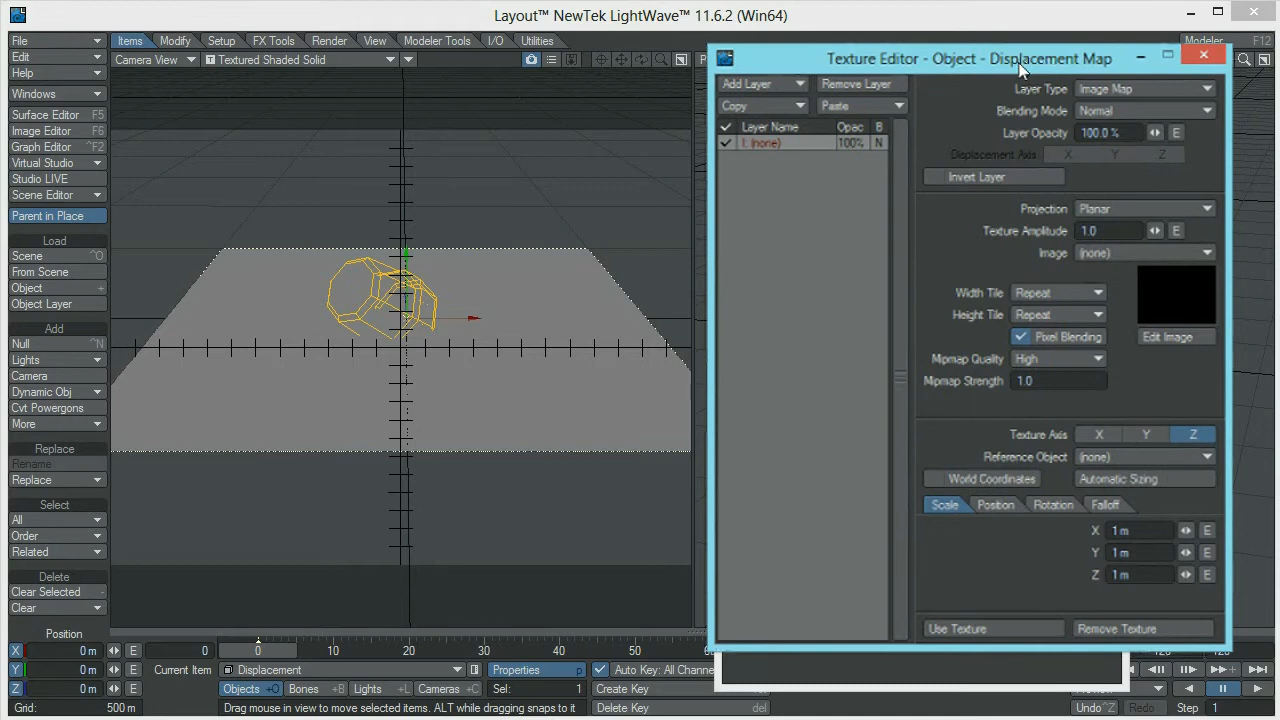 Layout™ NewTek LightWave™ 11.6.2 (Win64)
File
Edit
Help
Windows
Surface Editor F5
Image Editor F6
Graph Editor ^F2
Virtual Studio
Studio LIVE
Scene Editor
Parent in Place
Load
Scene ^O
From Scene
Object +
Object Layer
Add
Null ^N
Lights
Camera
Dynamic Obj
Cvt Powergons
More
Replace
Rename
Replace
Select
All
Order
Related
Delete
Clear Selected -
Clear
Items Modify Setup FX Tools Render View Modeler Tools I/O Utilities
Modeler F12
Camera View Textured Shaded Solid
Texture Editor - Object - Displacement Map
Add Layer Remove Layer
Copy Paste
Layer Name Opac B
(none) 100% N
Layer Type Image Map
Blending Mode Normal
Layer Opacity 100.0 % E
Displacement Axis X Y Z
Invert Layer
Projection Planar
Texture Amplitude 1.0 E
Image (none)
Width Tile Repeat
Height Tile Repeat
Pixel Blending Edit Image
Mipmap Quality High
Mipmap Strength 1.0
Texture Axis X Y Z
Reference Object (none)
World Coordinates Automatic Sizing
Scale Position Rotation Falloff
X 1 m E
Y 1 m E
Z 1 m E
Use Texture Remove Texture
Position
X 0 m E
Y 0 m E
Z 0 m E
Grid: 500 m
0 0 10 20 30 40 50
Current Item Displacement Properties p Auto Key: All Channe
Objects +O Bones +B Lights +L Cameras +C Sel: 1 Create Key
Drag mouse in view to move selected items. ALT while dragging snaps to it Delete Key del
Undo ^Z Redo Step 1